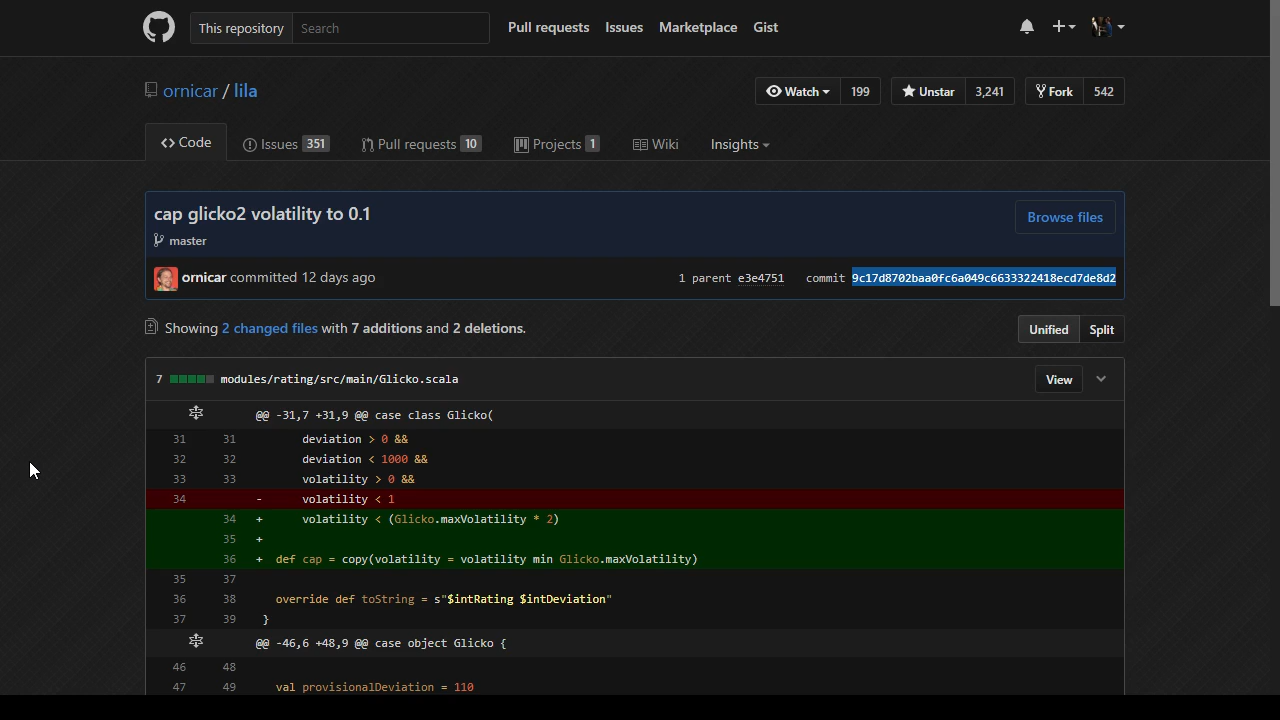 This repository Search Pull requests Issues Marketplace Gist
ornicar / lila Watch 199 Unstar 3,241 Fork 542
Code Issues 351 Pull requests 10 Projects 1 Wiki Insights
cap glicko2 volatility to 0.1 Browse files
master
ornicar committed 12 days ago 1 parent e3e4751 commit 9c17d8702baa0fc6a049c6633322418ecd7de8d2
Showing 2 changed files with 7 additions and 2 deletions. Unified Split
7 modules/rating/src/main/Glicko.scala View
@@ -31,7 +31,9 @@ case class Glicko(
31 31 deviation > 0 &&
32 32 deviation < 1000 &&
33 33 volatility > 0 &&
34 - volatility < 1
34 + volatility < (Glicko.maxVolatility * 2)
35 +
36 + def cap = copy(volatility = volatility min Glicko.maxVolatility)
35 37
36 38 override def toString = s"$intRating $intDeviation"
37 39 }
@@ -46,6 +48,9 @@ case object Glicko {
46 48
47 49 val provisionalDeviation = 110